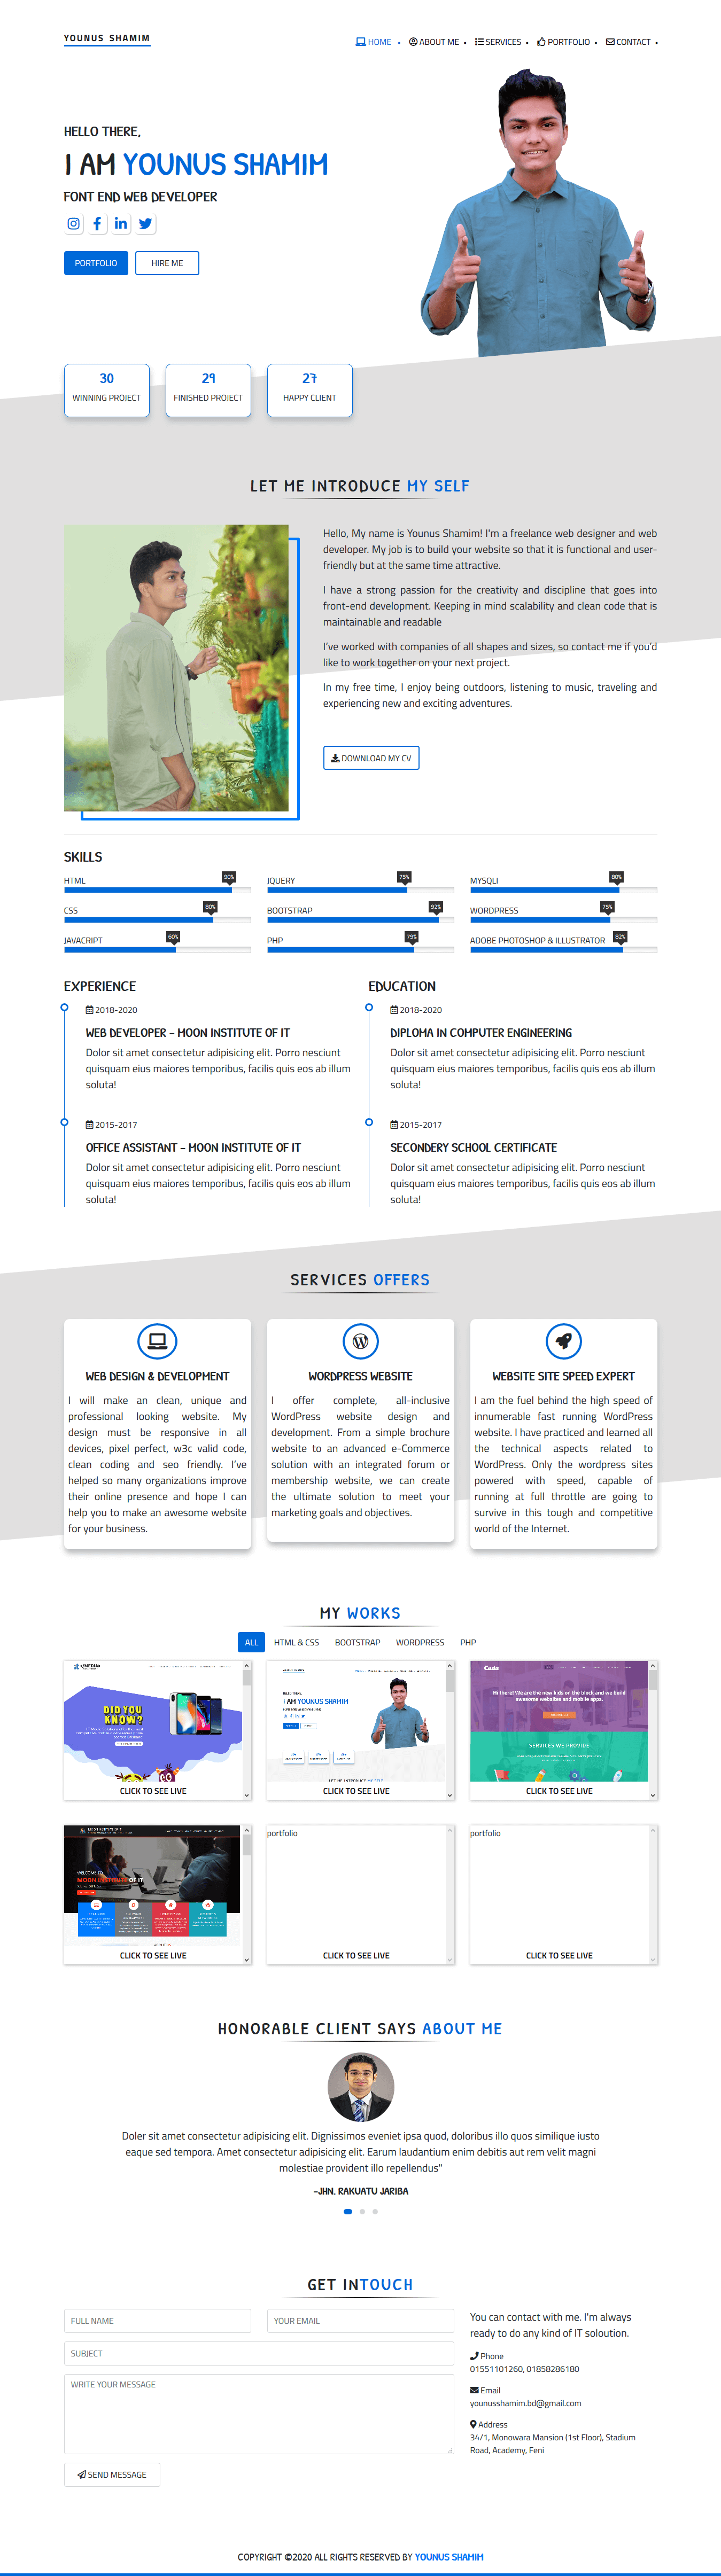 YOUNUS SHAMIM
HOME • ABOUT ME • SERVICES • PORTFOLIO • CONTACT •
HELLO THERE,
I AM YOUNUS SHAMIM
FONT END WEB DEVELOPER
PORTFOLIO HIRE ME
30 29 27
WINNING PROJECT FINISHED PROJECT HAPPY CLIENT
LET ME INTRODUCE MY SELF
Hello, My name is Younus Shamim! I'm a freelance web designer and web
developer. My job is to build your website so that it is functional and user-
friendly but at the same time attractive.
I have a strong passion for the creativity and discipline that goes into
front-end development. Keeping in mind scalability and clean code that is
maintainable and readable
I've worked with companies of all shapes and sizes, so contact me if you'd
like to work together on your next project.
In my free time, I enjoy being outdoors, listening to music, traveling and
experiencing new and exciting adventures.
DOWNLOAD MY CV
SKILLS
HTML 90% JQUERY 75% MYSQLI 80%
CSS 80% BOOTSTRAP 92% WORDPRESS 75%
JAVACRIPT 60% PHP 79% ADOBE PHOTOSHOP & ILLUSTRATOR 82%
EXPERIENCE
2018-2020
WEB DEVELOPER - MOON INSTITUTE OF IT
Dolor sit amet consectetur adipisicing elit. Porro nesciunt
quisquam eius maiores temporibus, facilis quis eos ab illum
soluta!
2015-2017
OFFICE ASSISTANT - MOON INSTITUTE OF IT
Dolor sit amet consectetur adipisicing elit. Porro nesciunt
quisquam eius maiores temporibus, facilis quis eos ab illum
soluta!
EDUCATION
2018-2020
DIPLOMA IN COMPUTER ENGINEERING
Dolor sit amet consectetur adipisicing elit. Porro nesciunt
quisquam eius maiores temporibus, facilis quis eos ab illum
soluta!
2015-2017
SECONDERY SCHOOL CERTIFICATE
Dolor sit amet consectetur adipisicing elit. Porro nesciunt
quisquam eius maiores temporibus, facilis quis eos ab illum
soluta!
SERVICES OFFERS
WEB DESIGN & DEVELOPMENT
I will make an clean, unique and
professional looking website. My
design must be responsive in all
devices, pixel perfect, w3c valid code,
clean coding and seo friendly. I've
helped so many organizations improve
their online presence and hope I can
help you to make an awesome website
for your business.
WORDPRESS WEBSITE
I offer complete, all-inclusive
WordPress website design and
development. From a simple brochure
website to an advanced e-Commerce
solution with an integrated forum or
membership website, we can create
the ultimate solution to meet your
marketing goals and objectives.
WEBSITE SITE SPEED EXPERT
I am the fuel behind the high speed of
innumerable fast running WordPress
website. I have practiced and learned all
the technical aspects related to
WordPress. Only the wordpress sites
powered with speed, capable of
running at full throttle are going to
survive in this tough and competitive
world of the Internet.
MY WORKS
ALL HTML & CSS BOOTSTRAP WORDPRESS PHP
DID YOU
KNOW?
CLICK TO SEE LIVE
I AM YOUNUS SHAMIM
CLICK TO SEE LIVE
Cuda
Hi there! We are the new kids on the block and we build
awesome websites and mobile apps.
SERVICES WE PROVIDE
CLICK TO SEE LIVE
WELCOME TO
MOON INSTITUTE OF IT
CLICK TO SEE LIVE
portfolio
CLICK TO SEE LIVE
portfolio
CLICK TO SEE LIVE
HONORABLE CLIENT SAYS ABOUT ME
Doler sit amet consectetur adipisicing elit. Dignissimos eveniet ipsa quod, doloribus illo quos similique iusto
eaque sed tempora. Amet consectetur adipisicing elit. Earum laudantium enim debitis aut rem velit magni
molestiae provident illo repellendus"
-JHN. RAKUATU JARIBA
GET INTOUCH
FULL NAME YOUR EMAIL
SUBJECT
WRITE YOUR MESSAGE
SEND MESSAGE
You can contact with me. I'm always
ready to do any kind of IT soloution.
Phone
01551101260, 01858286180
Email
younusshamim.bd@gmail.com
Address
34/1, Monowara Mansion (1st Floor), Stadium
Road, Academy, Feni
COPYRIGHT ©2020 ALL RIGHTS RESERVED BY YOUNUS SHAMIM